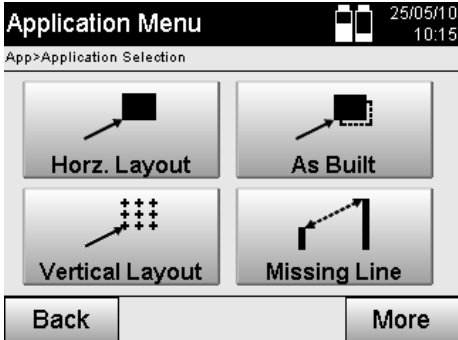 Application Menu
25/05/10
10:15
App>Application Selection
Horz. Layout
As Built
Vertical Layout
Missing Line
Back
More